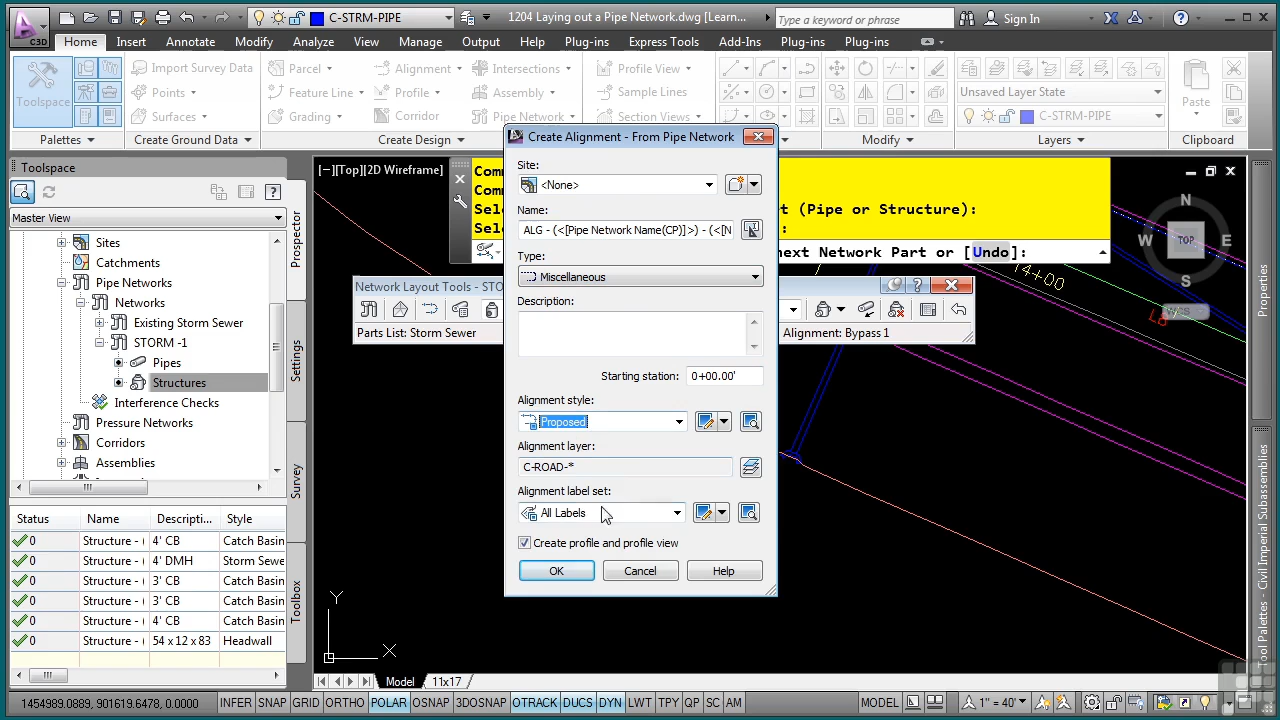 C-STRM-PIPE
1204 Laying out a Pipe Network.dwg [Learn...
Type a keyword or phrase
Sign In
C3D
Home Insert Annotate Modify Analyze View Manage Output Help Plug-ins Express Tools Add-Ins Plug-ins Plug-ins
Toolspace
Import Survey Data
Points
Surfaces
Parcel
Feature Line
Grading
Alignment
Profile
Corridor
Intersections
Assembly
Pipe Network
Profile View
Sample Lines
Unsaved Layer State
C-STRM-PIPE
Paste
Palettes
Create Ground Data
Create Design
Modify
Layers
Clipboard
Toolspace
Master View
Sites
Catchments
Pipe Networks
Networks
Existing Storm Sewer
STORM -1
Pipes
Structures
Interference Checks
Pressure Networks
Corridors
Assemblies
Prospector
Settings
Survey
Toolbox
Status Name Descripti... Style
0 Structure - ( 4' CB Catch Basin
0 Structure - ( 4' DMH Storm Sewe
0 Structure - ( 3' CB Catch Basin
0 Structure - ( 3' CB Catch Basin
0 Structure - ( 4' CB Catch Basin
0 Structure - ( 54 x 12 x 83 Headwall
[−][Top][2D Wireframe]
Com
Com
Sel t (Pipe or Structure):
Sel :
next Network Part or [Undo]:
Network Layout Tools - STO
Parts List: Storm Sewer
Alignment: Bypass 1
Create Alignment - From Pipe Network
Site:
<None>
Name:
ALG - (<[Pipe Network Name(CP)]>) - (<[N
Type:
Miscellaneous
Description:
Starting station: 0+00.00'
Alignment style:
Proposed
Alignment layer:
C-ROAD-*
Alignment label set:
All Labels
Create profile and profile view
OK Cancel Help
N
W TOP E
S
WCS
14+00
Y
X
Properties
Tool Palettes - Civil Imperial Subassemblies
Model 11x17
1454989.0889, 901619.6748, 0.0000
INFER SNAP GRID ORTHO POLAR OSNAP 3DOSNAP OTRACK DUCS DYN LWT TPY QP SC AM
MODEL
1" = 40'